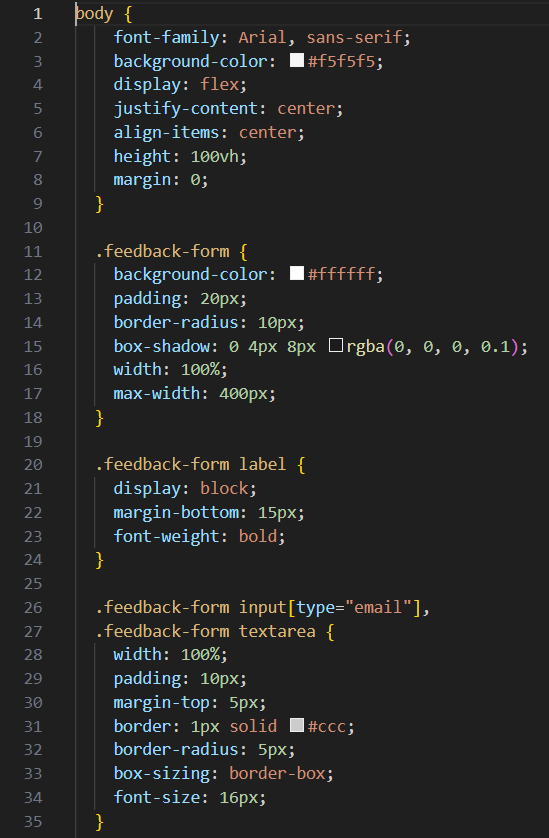 1 body {
2 font-family: Arial, sans-serif;
3 background-color: #f5f5f5;
4 display: flex;
5 justify-content: center;
6 align-items: center;
7 height: 100vh;
8 margin: 0;
9 }
10
11 .feedback-form {
12 background-color: #ffffff;
13 padding: 20px;
14 border-radius: 10px;
15 box-shadow: 0 4px 8px rgba(0, 0, 0, 0.1);
16 width: 100%;
17 max-width: 400px;
18 }
19
20 .feedback-form label {
21 display: block;
22 margin-bottom: 15px;
23 font-weight: bold;
24 }
25
26 .feedback-form input[type="email"],
27 .feedback-form textarea {
28 width: 100%;
29 padding: 10px;
30 margin-top: 5px;
31 border: 1px solid #ccc;
32 border-radius: 5px;
33 box-sizing: border-box;
34 font-size: 16px;
35 }